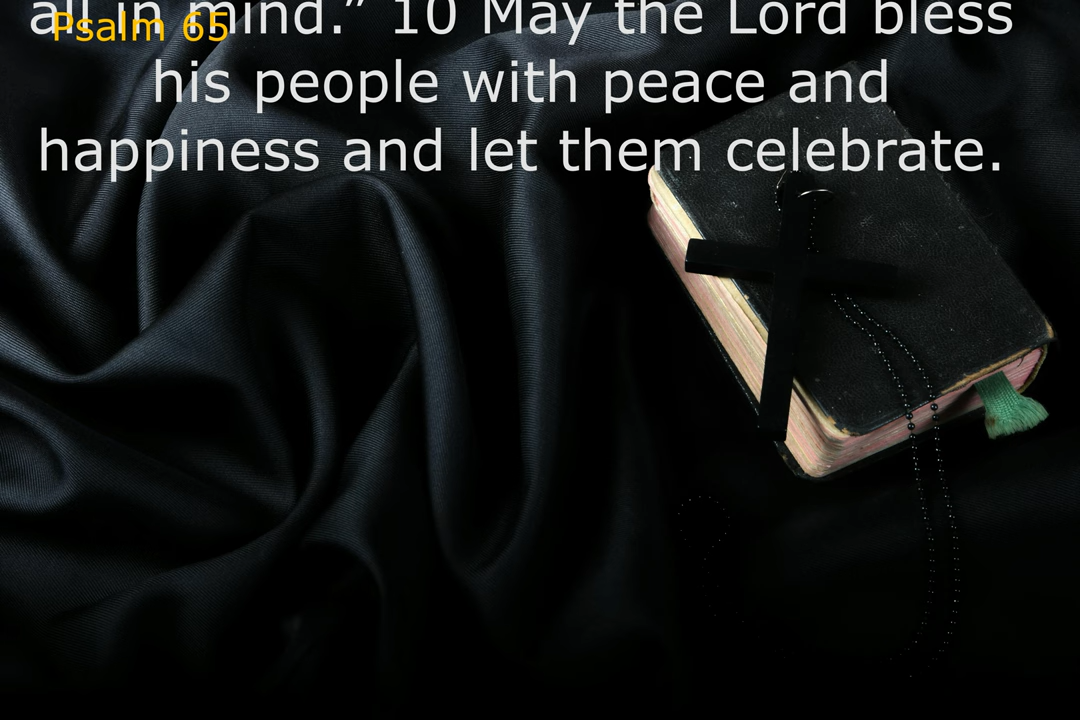 Psalm 65
all in mind.” 10 May the Lord bless
his people with peace and
happiness and let them celebrate.